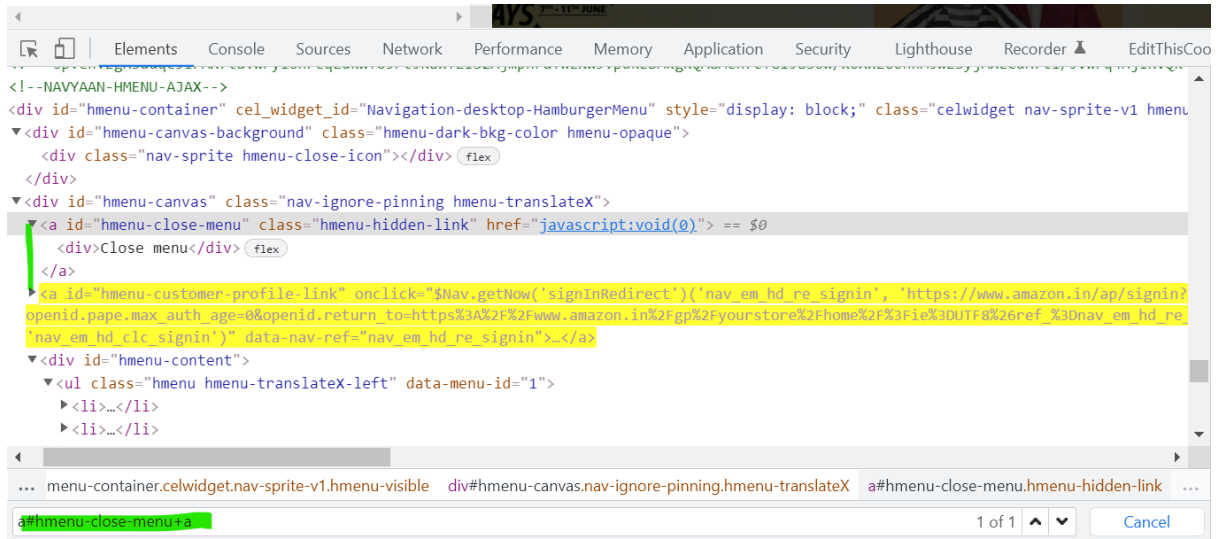 AYS 7TH - 11TH JUNE
Elements Console Sources Network Performance Memory Application Security Lighthouse Recorder EditThisCoo
<!--NAVYAAN-HMENU-AJAX-->
<div id="hmenu-container" cel_widget_id="Navigation-desktop-HamburgerMenu" style="display: block;" class="celwidget nav-sprite-v1 hmenu
▼<div id="hmenu-canvas-background" class="hmenu-dark-bkg-color hmenu-opaque">
<div class="nav-sprite hmenu-close-icon"></div> flex
</div>
▼<div id="hmenu-canvas" class="nav-ignore-pinning hmenu-translateX">
▼<a id="hmenu-close-menu" class="hmenu-hidden-link" href="javascript:void(0)"> == $0
<div>Close menu</div> flex
</a>
▶<a id="hmenu-customer-profile-link" onclick="$Nav.getNow('signInRedirect')('nav_em_hd_re_signin', 'https://www.amazon.in/ap/signin?
openid.pape.max_auth_age=0&openid.return_to=https%3A%2F%2Fwww.amazon.in%2Fgp%2Fyourstore%2Fhome%2F%3Fie%3DUTF8%26ref_%3Dnav_em_hd_re_
'nav_em_hd_clc_signin')" data-nav-ref="nav_em_hd_re_signin">…</a>
▼<div id="hmenu-content">
▼<ul class="hmenu hmenu-translateX-left" data-menu-id="1">
▶<li>…</li>
▶<li>…</li>
... menu-container.celwidget.nav-sprite-v1.hmenu-visible div#hmenu-canvas.nav-ignore-pinning.hmenu-translateX a#hmenu-close-menu.hmenu-hidden-link ...
a#hmenu-close-menu+a 1 of 1 Cancel